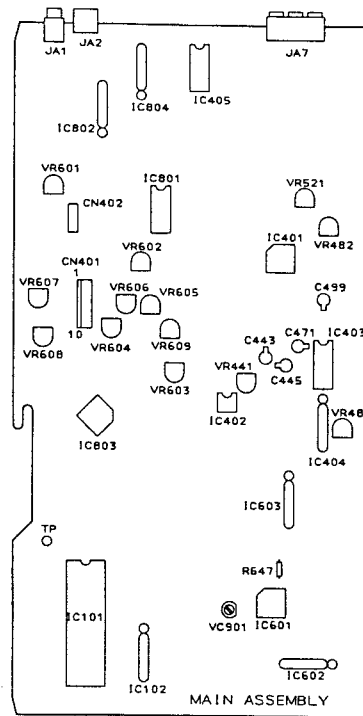 JA1
JA2
JA7
IC804
IC405
IC802
VR601
IC801
CN402
VR521
VR602
IC401
VR482
CN401
1
VR607
VR606
VR605
C499
C471
IC403
C443
10
VR608
VR604
VR609
VR441
C445
VR603
IC402
VR48
IC803
IC404
IC603
TP
R647
IC101
VC901
IC601
IC102
IC602
MAIN ASSEMBLY